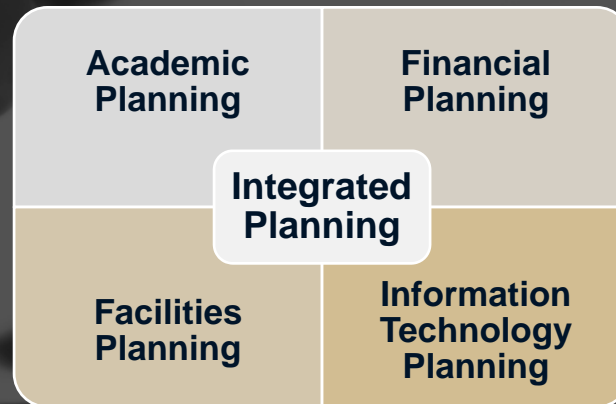 Academic
Planning
Financial
Planning
Integrated
Planning
Facilities
Planning
Information
Technology
Planning